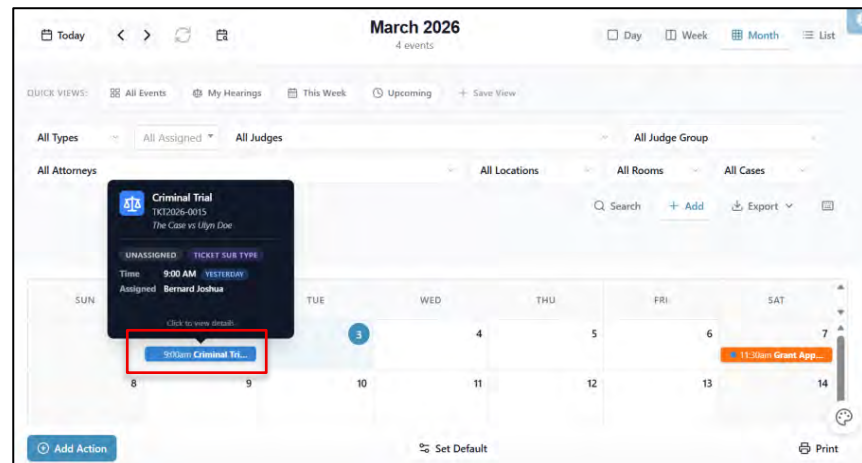 Today
March 2026
4 events
Day Week Month List
QUICK VIEWS: All Events My Hearings This Week Upcoming + Save View
All Types All Assigned All Judges All Judge Group
All Attorneys All Locations All Rooms All Cases
Criminal Trial
TKT2026-0015
The Case vs Ulyn Doe
UNASSIGNED TICKET SUB TYPE
Time 9:00 AM YESTERDAY
Assigned Bernard Joshua
Click to view details
Search + Add Export
SUN TUE WED THU FRI SAT
3 4 5 6 7
9:00am Criminal Tri... 11:30am Grant App...
8 9 10 11 12 13 14
Add Action Set Default Print